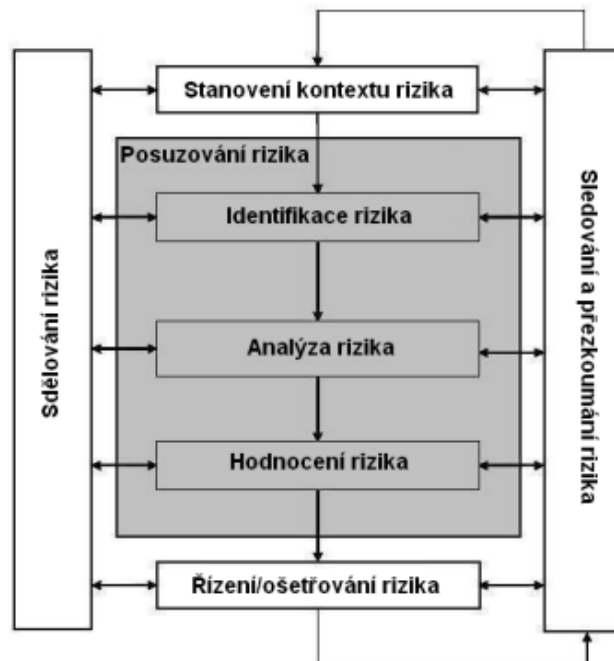 Stanovení kontextu rizika
Posuzování rizika
Identifikace rizika
Analýza rizika
Hodnocení rizika
Řízení/ošetřování rizika
Sdělování rizika
Sledování a přezkoumání rizika